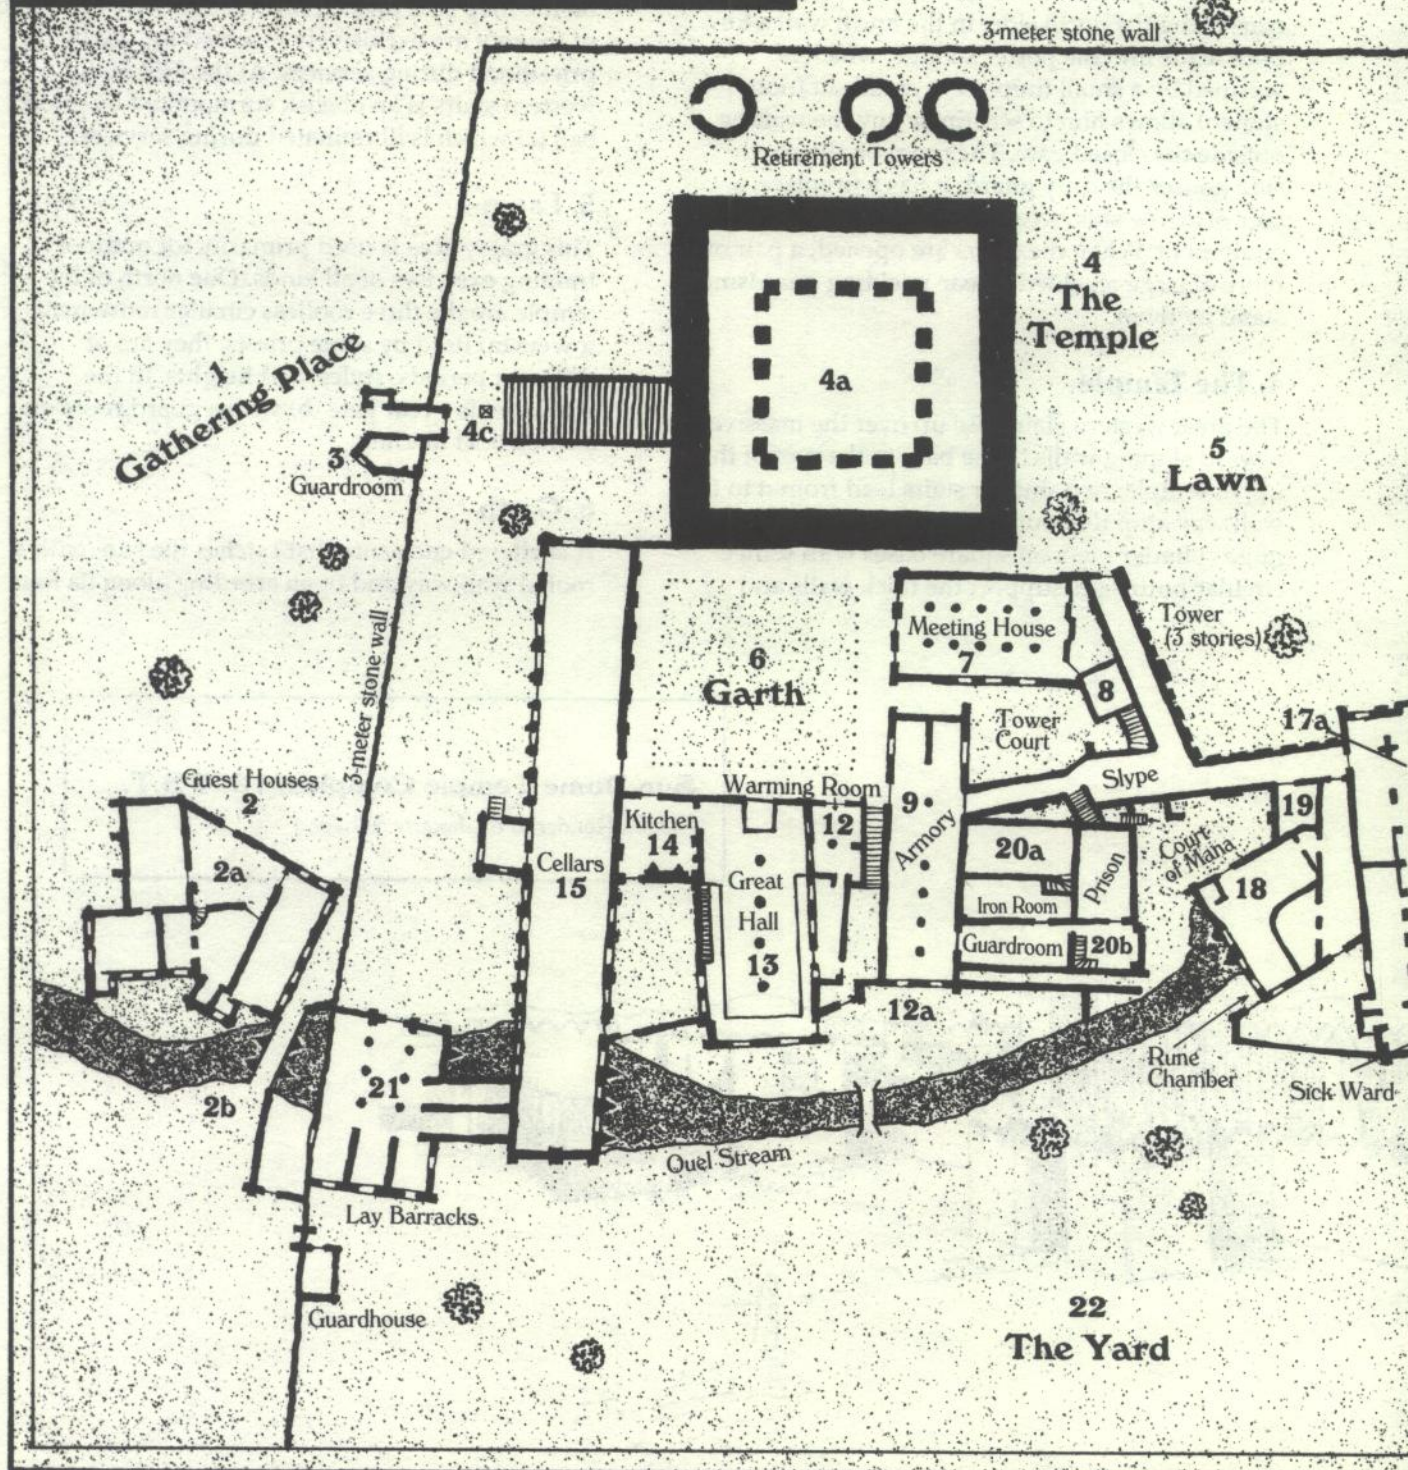 3-meter stone wall
Retirement Towers
4
The
Temple
4a
1
Gathering Place
4c
3
Guardroom
5
Lawn
3-meter stone wall
6
Garth
Meeting House
7
8
Tower
(3 stories)
Tower
Court
17a
Slype
Guest Houses
2
2a
Warming Room
Kitchen
14
12
9
Armory
19
Cellars
15
Great
Hall
13
20a
Iron Room
Prison
Court
of Maha
18
Guardroom
20b
12a
Rune
Chamber
Sick Ward
2b
21
Ouel Stream
Lay Barracks
Guardhouse
22
The Yard